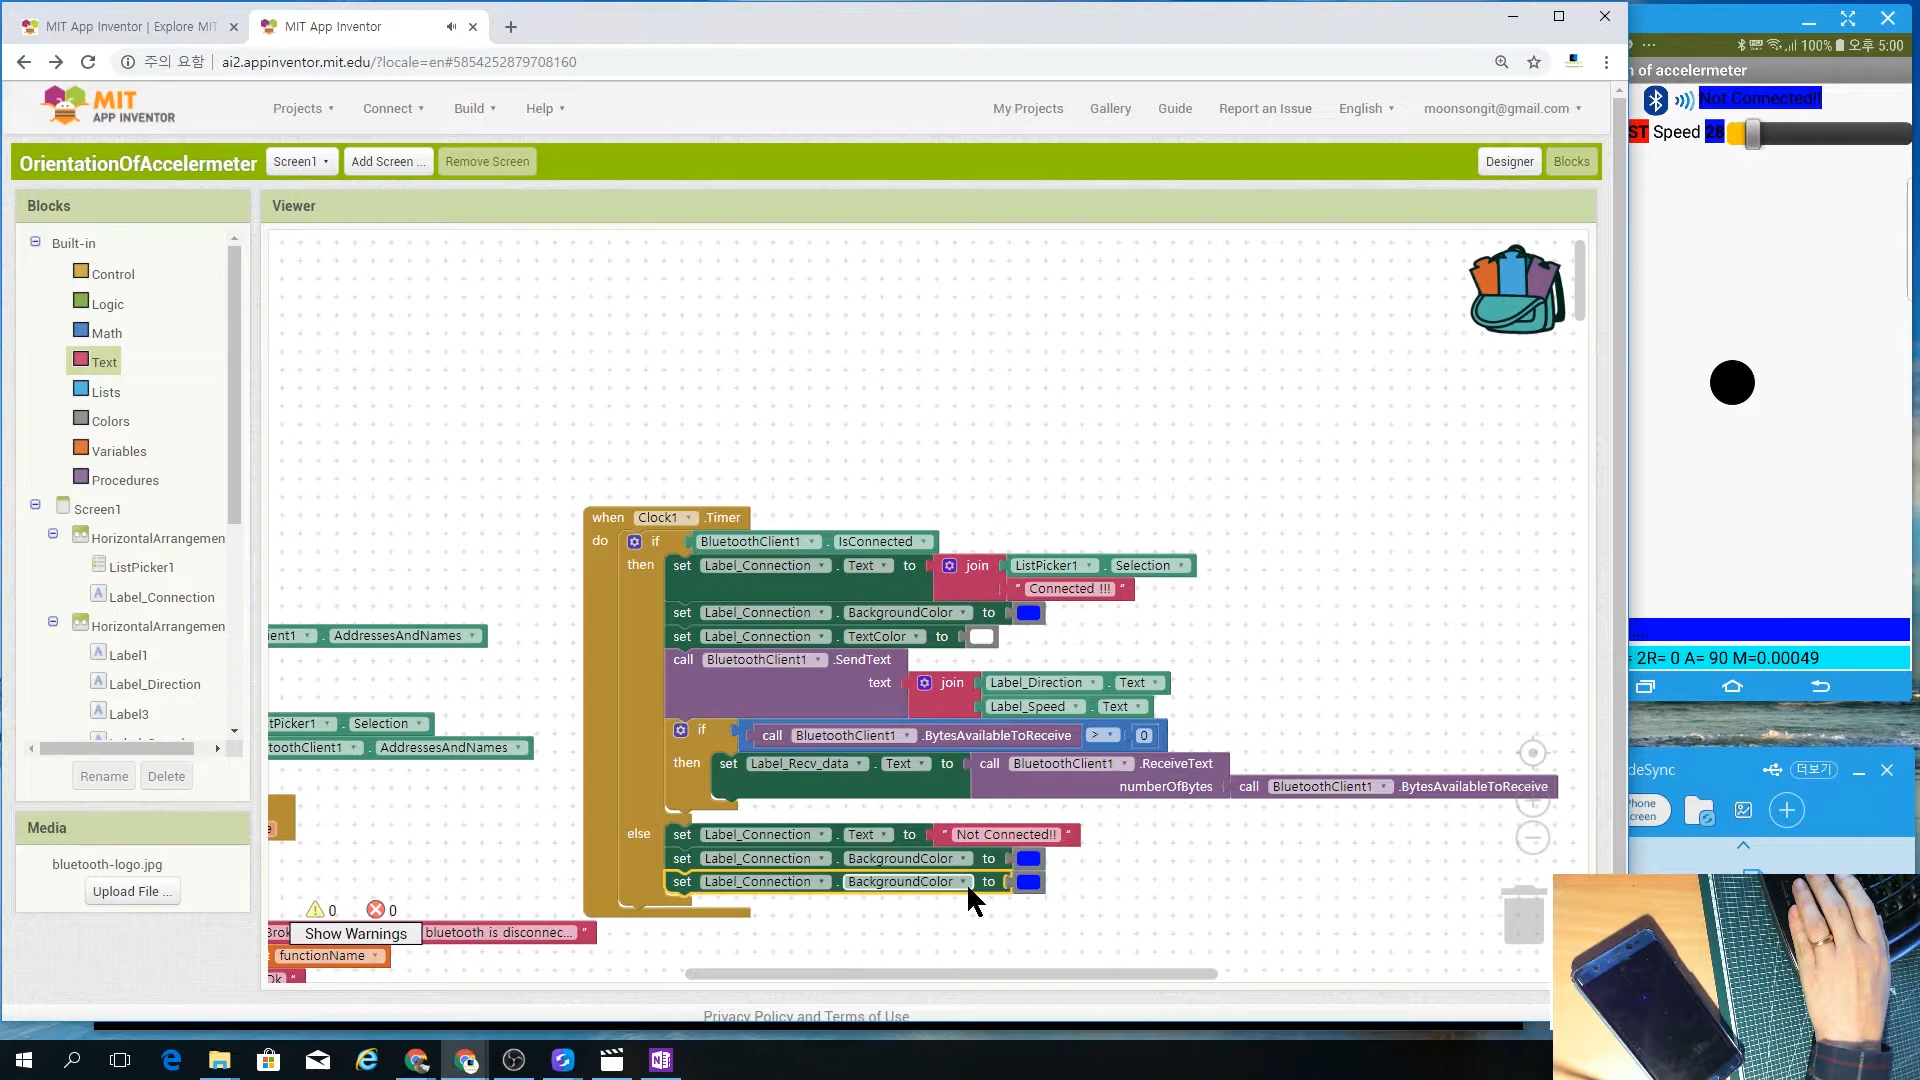 MIT App Inventor | Explore MIT
MIT App Inventor
주의 요함
ai2.appinventor.mit.edu/?locale=en#5854252879708160
MIT
APP INVENTOR
Projects
Connect
Build
Help
My Projects
Gallery
Guide
Report an Issue
English
moonsongit@gmail.com
OrientationOfAccelermeter
Screen1
Add Screen ...
Remove Screen
Designer
Blocks
Blocks
Built-in
Control
Logic
Math
Text
Lists
Colors
Variables
Procedures
Screen1
HorizontalArrangemen
ListPicker1
Label_Connection
HorizontalArrangemen
Label1
Label_Direction
Label3
Rename
Delete
Media
bluetooth-logo.jpg
Upload File ...
Viewer
ient1 . AddressesAndNames
tPicker1 . Selection
toothClient1 . AddressesAndNames
when Clock1 .Timer
do if BluetoothClient1 . IsConnected
then set Label_Connection . Text to join ListPicker1 . Selection
" Connected !!! "
set Label_Connection . BackgroundColor to
set Label_Connection . TextColor to
call BluetoothClient1 .SendText
text join Label_Direction . Text
Label_Speed . Text
if call BluetoothClient1 .BytesAvailableToReceive > 0
then set Label_Recv_data . Text to call BluetoothClient1 .ReceiveText
numberOfBytes call BluetoothClient1 .BytesAvailableToReceive
else set Label_Connection . Text to " Not Connected!! "
set Label_Connection . BackgroundColor to
set Label_Connection . BackgroundColor to
0 0
Show Warnings
Brok bluetooth is disconnec... "
functionName
Ok "
Privacy Policy and Terms of Use
100% 오후 5:00
n of accelermeter
Not Connected!!
ST Speed 28
= 2R= 0 A= 90 M=0.00049
deSync
더보기
Phone
screen